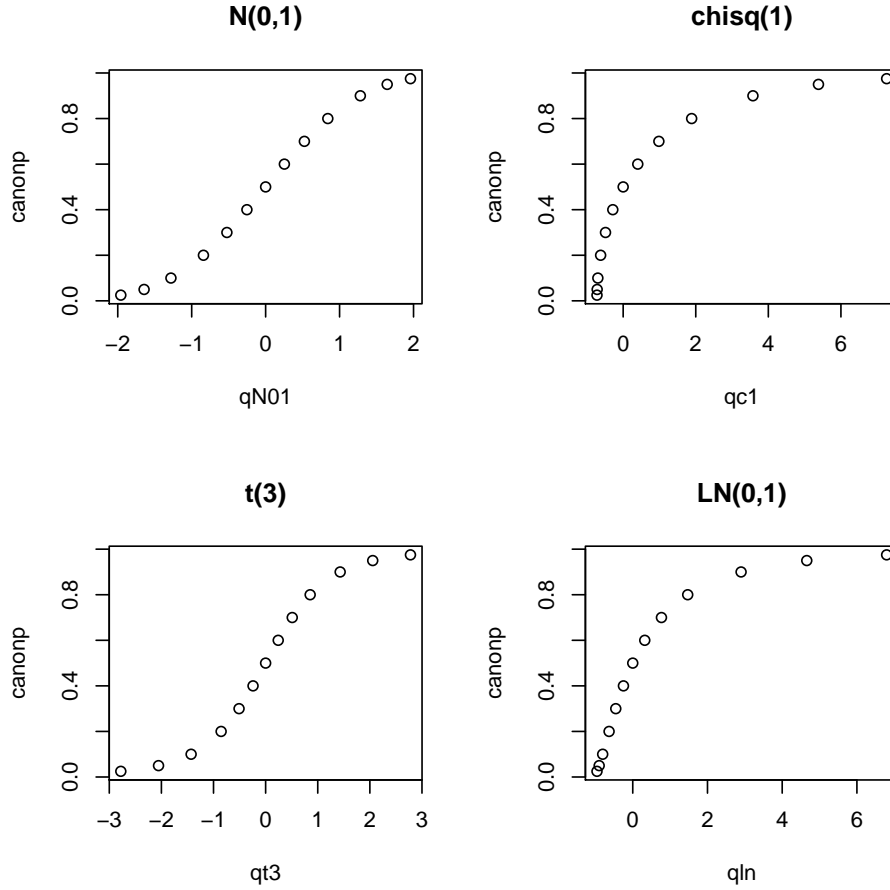 N(0,1)
canonp
0.0 0.4 0.8
−2 −1 0 1 2
qN01
chisq(1)
canonp
0.0 0.4 0.8
0 2 4 6
qc1
t(3)
canonp
0.0 0.4 0.8
−3 −2 −1 0 1 2 3
qt3
LN(0,1)
canonp
0.0 0.4 0.8
0 2 4 6
qln